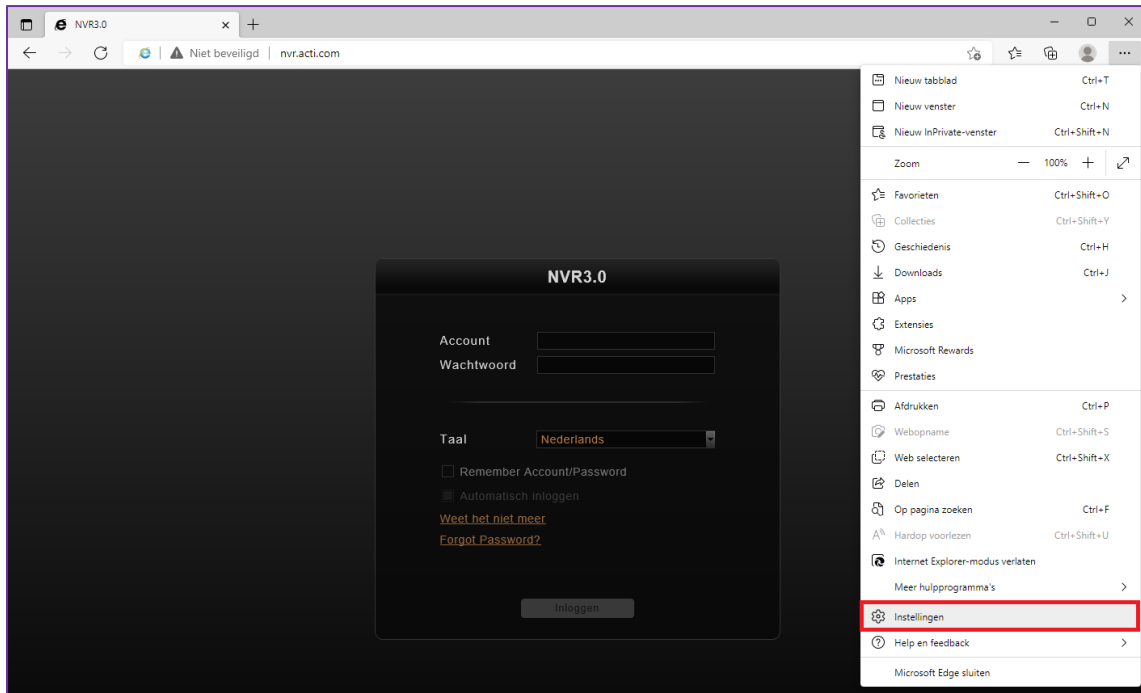 NVR3.0
Niet beveiligd nvr.acti.com
Nieuw tabblad Ctrl+T
Nieuw venster Ctrl+N
Nieuw InPrivate-venster Ctrl+Shift+N
Zoom — 100% +
Favorieten Ctrl+Shift+O
Collecties Ctrl+Shift+Y
Geschiedenis Ctrl+H
Downloads Ctrl+J
Apps
Extensies
Microsoft Rewards
Prestaties
Afdrukken Ctrl+P
Webopname Ctrl+Shift+S
Web selecteren Ctrl+Shift+X
Delen
Op pagina zoeken Ctrl+F
Hardop voorlezen Ctrl+Shift+U
Internet Explorer-modus verlaten
Meer hulpprogramma's
Instellingen
Help en feedback
Microsoft Edge sluiten
NVR3.0
Account
Wachtwoord
Taal Nederlands
Remember Account/Password
Automatisch inloggen
Weet het niet meer
Forgot Password?
Inloggen